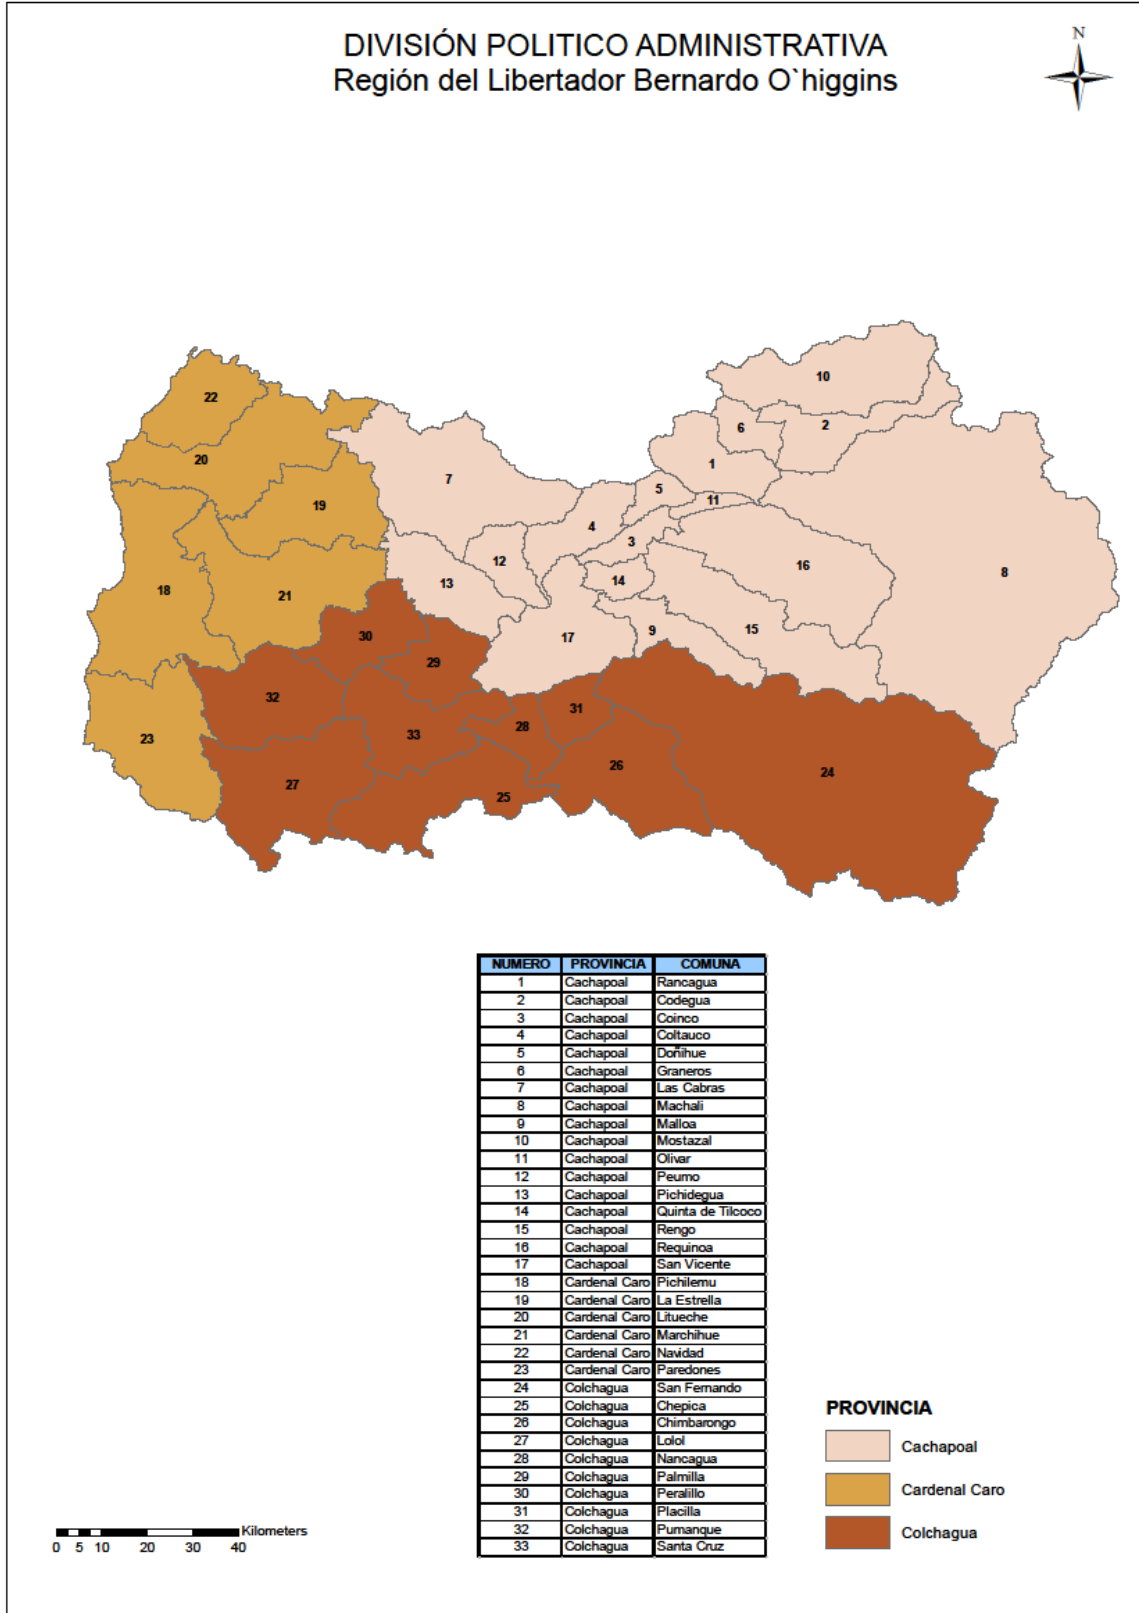 DIVISIÓN POLITICO ADMINISTRATIVA
Región del Libertador Bernardo O`higgins
N
10
22
2
6
20
1
7
5
11
19
4
3
12
16
8
14
13
18
21
15
9
17
30
29
32
31
28
33
23
26
24
27
25
NUMERO PROVINCIA COMUNA
1 Cachapoal Rancagua
2 Cachapoal Codegua
3 Cachapoal Coinco
4 Cachapoal Coltauco
5 Cachapoal Doñihue
6 Cachapoal Graneros
7 Cachapoal Las Cabras
8 Cachapoal Machali
9 Cachapoal Malloa
10 Cachapoal Mostazal
11 Cachapoal Olivar
12 Cachapoal Peumo
13 Cachapoal Pichidegua
14 Cachapoal Quinta de Tilcoco
15 Cachapoal Rengo
16 Cachapoal Requinoa
17 Cachapoal San Vicente
18 Cardenal Caro Pichilemu
19 Cardenal Caro La Estrella
20 Cardenal Caro Litueche
21 Cardenal Caro Marchihue
22 Cardenal Caro Navidad
23 Cardenal Caro Paredones
24 Colchagua San Fernando
25 Colchagua Chepica
26 Colchagua Chimbarongo
27 Colchagua Lolol
28 Colchagua Nancagua
29 Colchagua Palmilla
30 Colchagua Peralillo
31 Colchagua Placilla
32 Colchagua Pumanque
33 Colchagua Santa Cruz
PROVINCIA
Cachapoal
Cardenal Caro
Colchagua
Kilometers
0 5 10 20 30 40